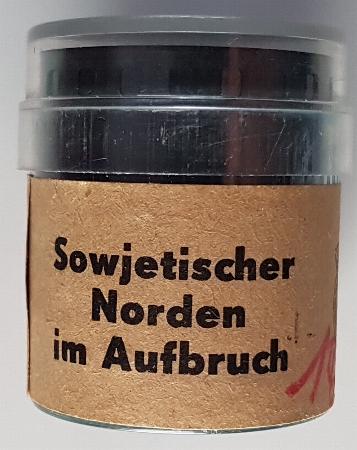 Sowjetischer
Norden
im Aufbruch